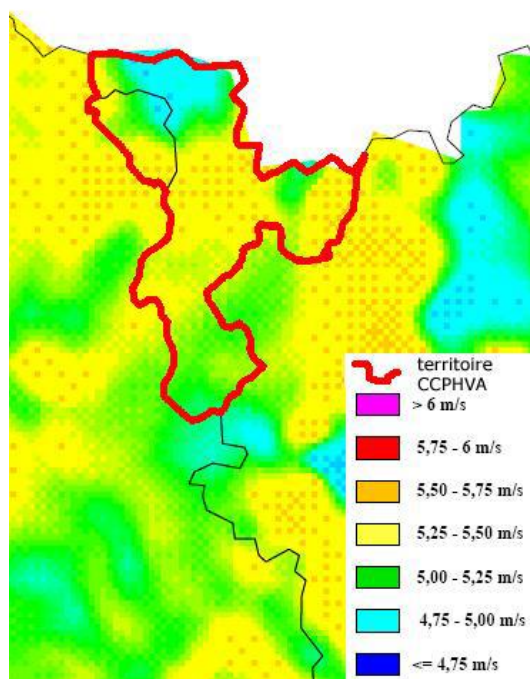 territoire
CCPHVA
> 6 m/s
5,75 - 6 m/s
5,50 - 5,75 m/s
5,25 - 5,50 m/s
5,00 - 5,25 m/s
4,75 - 5,00 m/s
<= 4,75 m/s